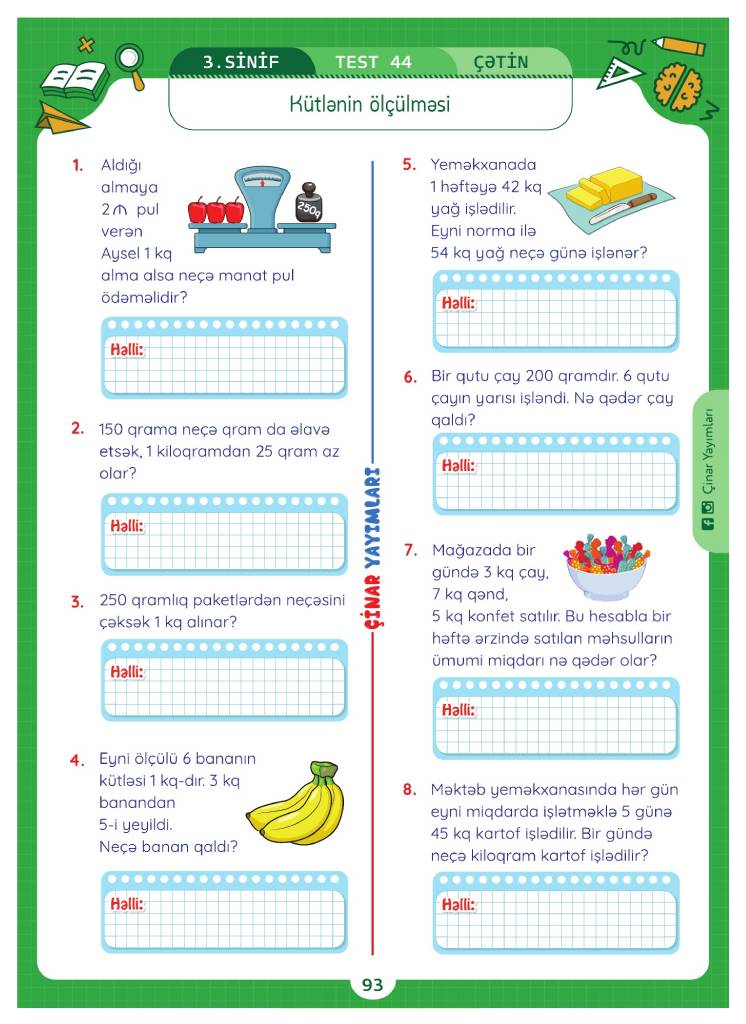 3.SİNİF TEST 44 ÇƏTİN
Kütlənin ölçülməsi
1. Aldığı
almaya
2₼ pul
verən
Aysel 1 kq
alma alsa neçə manat pul
ödəməlidir?
250q
Həlli:
2. 150 qrama neçə qram da əlavə
etsək, 1 kiloqramdan 25 qram az
olar?
Həlli:
3. 250 qramlıq paketlərdən neçəsini
çəksək 1 kq alınar?
Həlli:
4. Eyni ölçülü 6 bananın
kütləsi 1 kq-dır. 3 kq
banandan
5-i yeyildi.
Neçə banan qaldı?
Həlli:
ÇİNAR YAYIMLARI
5. Yeməkxanada
1 həftəyə 42 kq
yağ işlədilir.
Eyni norma ilə
54 kq yağ neçə günə işlənər?
Həlli:
6. Bir qutu çay 200 qramdır. 6 qutu
çayın yarısı işləndi. Nə qədər çay
qaldı?
Həlli:
7. Mağazada bir
gündə 3 kq çay,
7 kq qənd,
5 kq konfet satılır. Bu hesabla bir
həftə ərzində satılan məhsulların
ümumi miqdarı nə qədər olar?
Həlli:
8. Məktəb yeməkxanasında hər gün
eyni miqdarda işlətməklə 5 günə
45 kq kartof işlədilir. Bir gündə
neçə kiloqram kartof işlədilir?
Həlli:
Çinar Yayımları
93